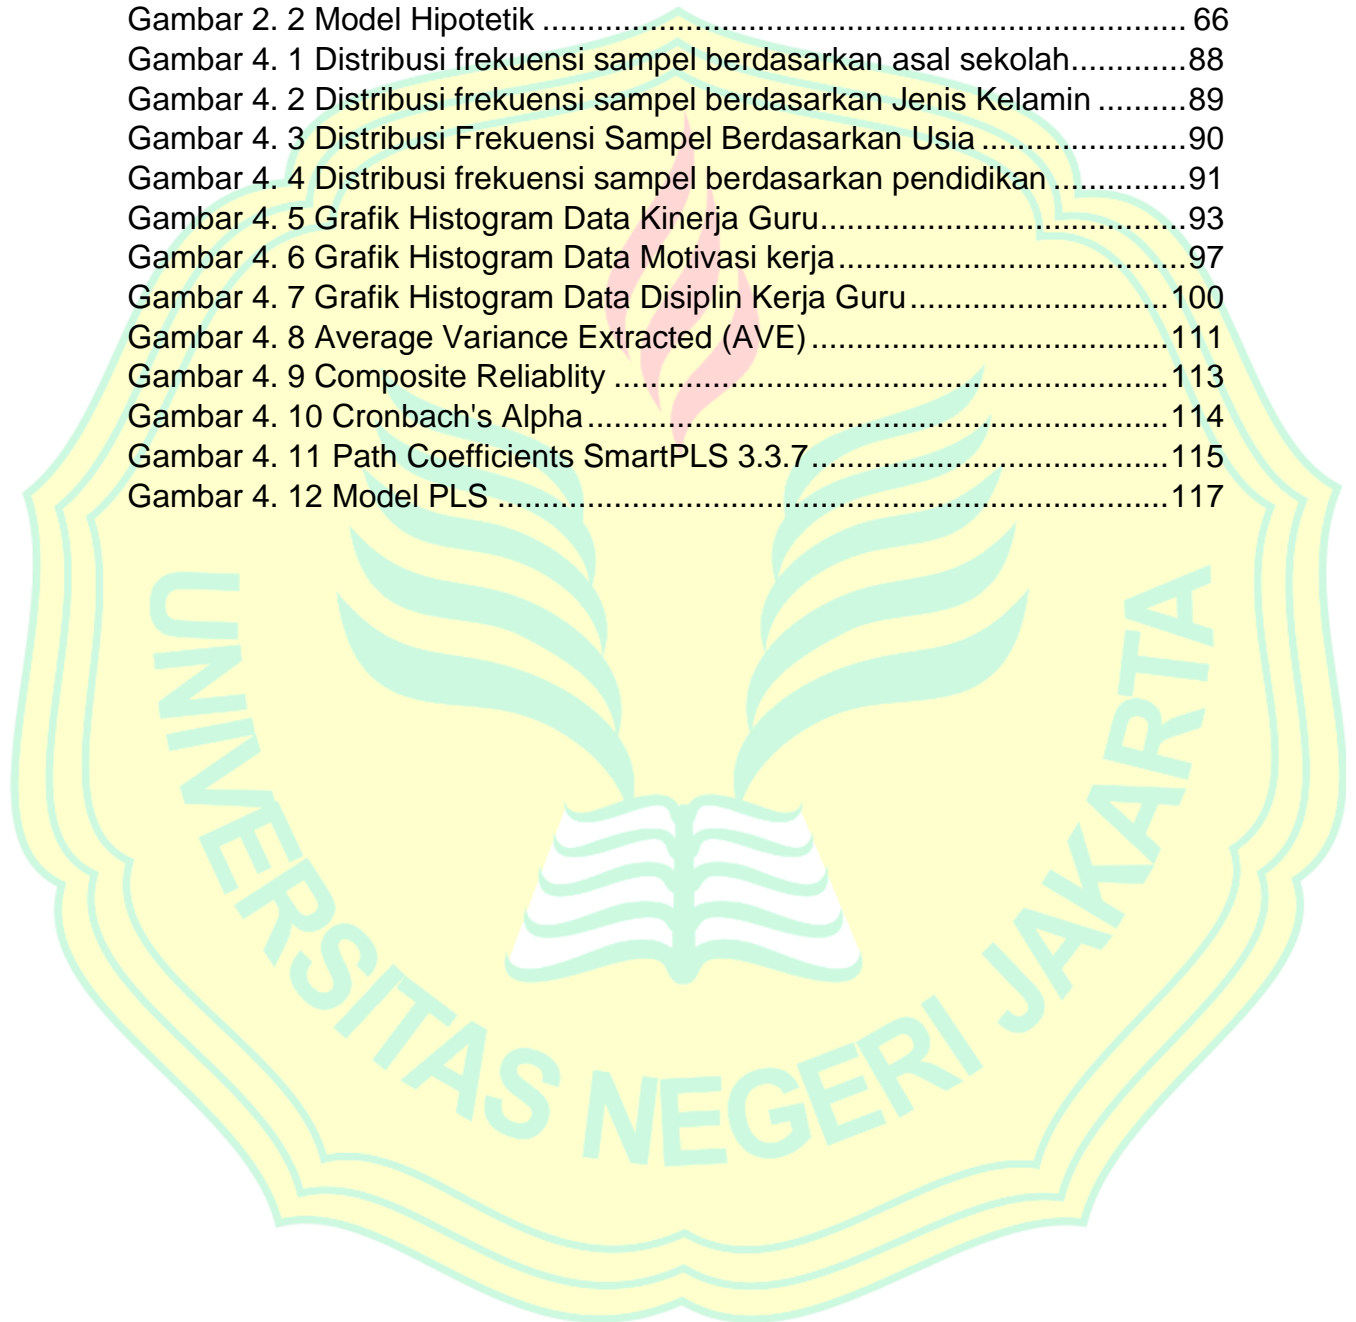 Gambar 2. 2 Model Hipotetik ......................................................................... 66
Gambar 4. 1 Distribusi frekuensi sampel berdasarkan asal sekolah.............88
Gambar 4. 2 Distribusi frekuensi sampel berdasarkan Jenis Kelamin ..........89
Gambar 4. 3 Distribusi Frekuensi Sampel Berdasarkan Usia .......................90
Gambar 4. 4 Distribusi frekuensi sampel berdasarkan pendidikan ...............91
Gambar 4. 5 Grafik Histogram Data Kinerja Guru.........................................93
Gambar 4. 6 Grafik Histogram Data Motivasi kerja.......................................97
Gambar 4. 7 Grafik Histogram Data Disiplin Kerja Guru.............................100
Gambar 4. 8 Average Variance Extracted (AVE) ........................................111
Gambar 4. 9 Composite Reliablity ..............................................................113
Gambar 4. 10 Cronbach's Alpha.................................................................114
Gambar 4. 11 Path Coefficients SmartPLS 3.3.7........................................115
Gambar 4. 12 Model PLS ...........................................................................117
UNIVERSITAS NEGERI JAKARTA